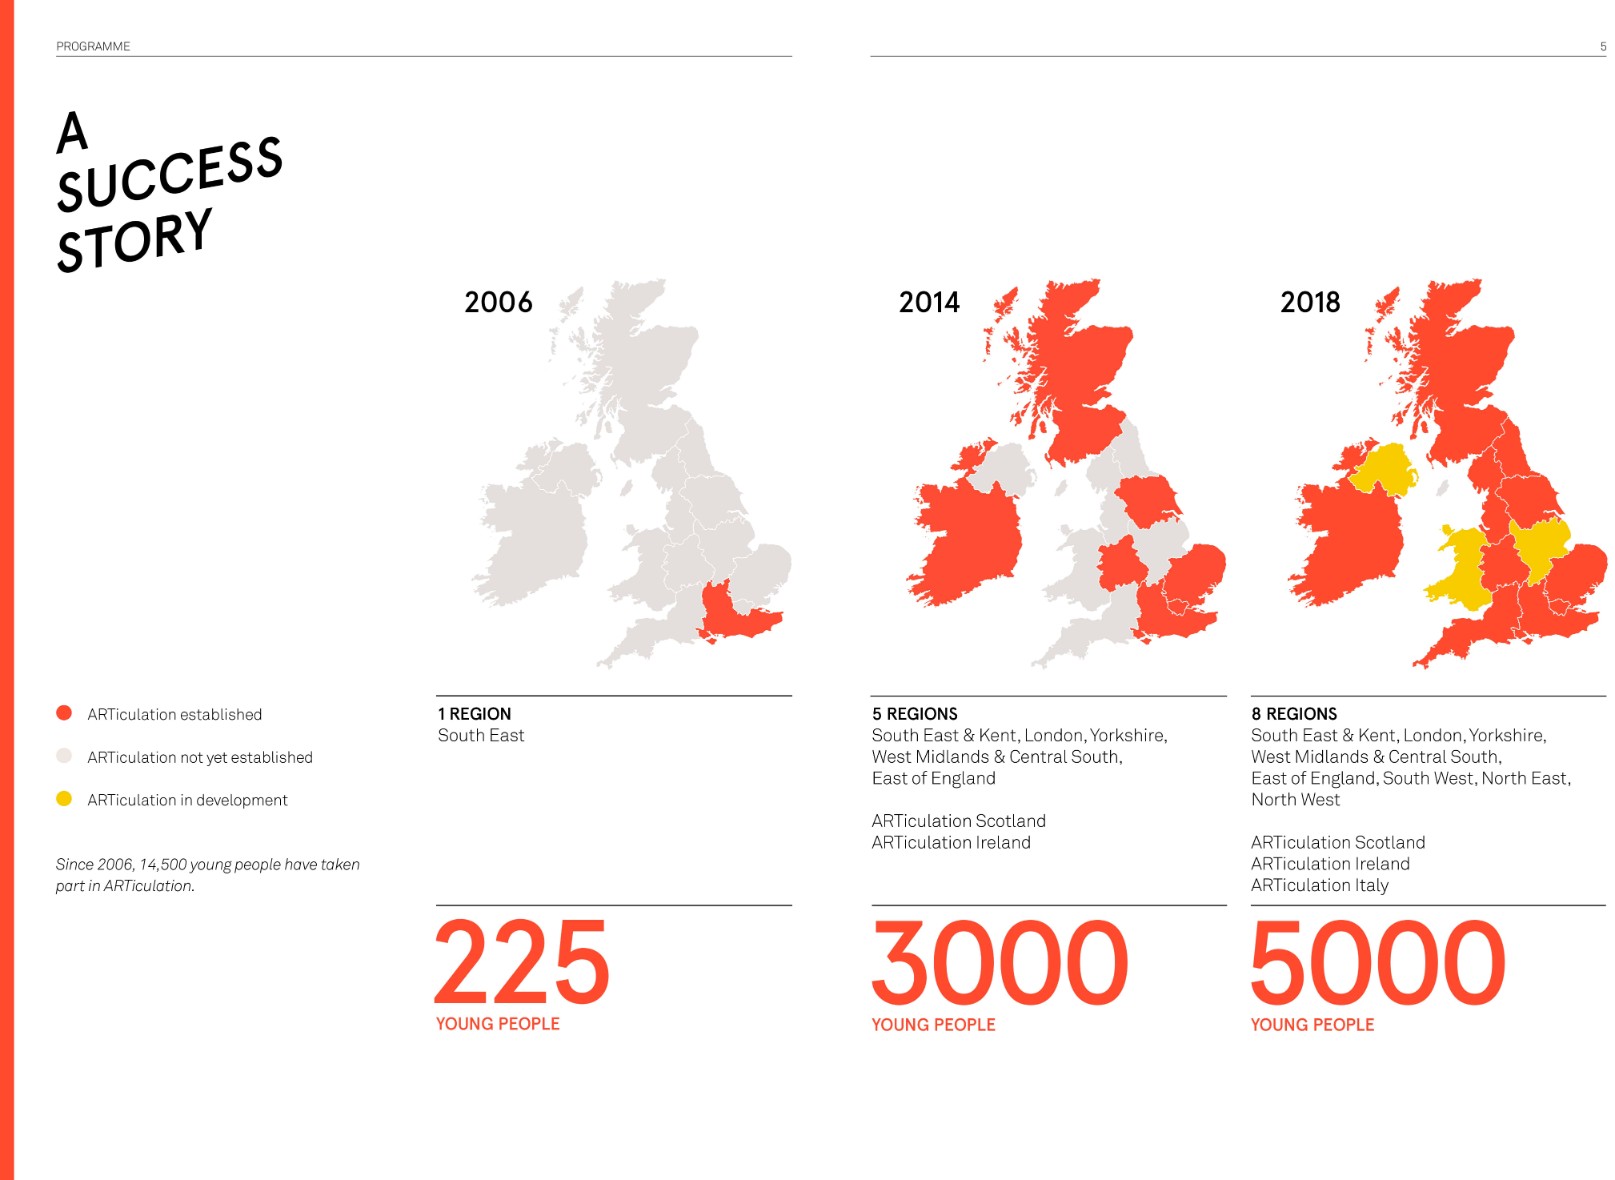 PROGRAMME
5
A
SUCCESS
STORY
2006
2014
2018
ARTiculation established
ARTiculation not yet established
ARTiculation in development
Since 2006, 14,500 young people have taken
part in ARTiculation.
1 REGION
South East
225
YOUNG PEOPLE
5 REGIONS
South East & Kent, London, Yorkshire,
West Midlands & Central South,
East of England
ARTiculation Scotland
ARTiculation Ireland
3000
YOUNG PEOPLE
8 REGIONS
South East & Kent, London, Yorkshire,
West Midlands & Central South,
East of England, South West, North East,
North West
ARTiculation Scotland
ARTiculation Ireland
ARTiculation Italy
5000
YOUNG PEOPLE